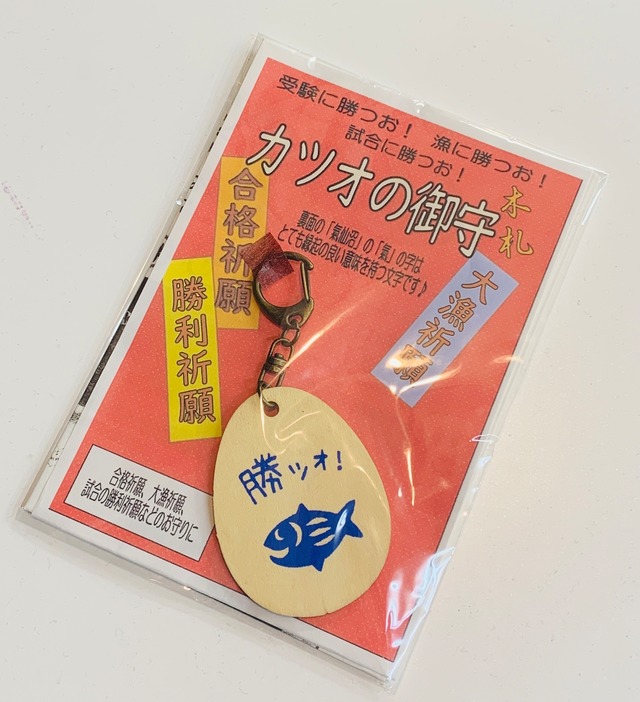 受験に勝つお! 漁に勝つお!
試合に勝つお!
カツオの御守
木札
裏面の「氣仙沼」の「氣」の字は
とても縁起の良い意味を待つ文字です♪
合格祈願
勝利祈願
大漁祈願
勝ツオ!
合格祈願、大漁祈願、
試合の勝利祈願などのお守りに